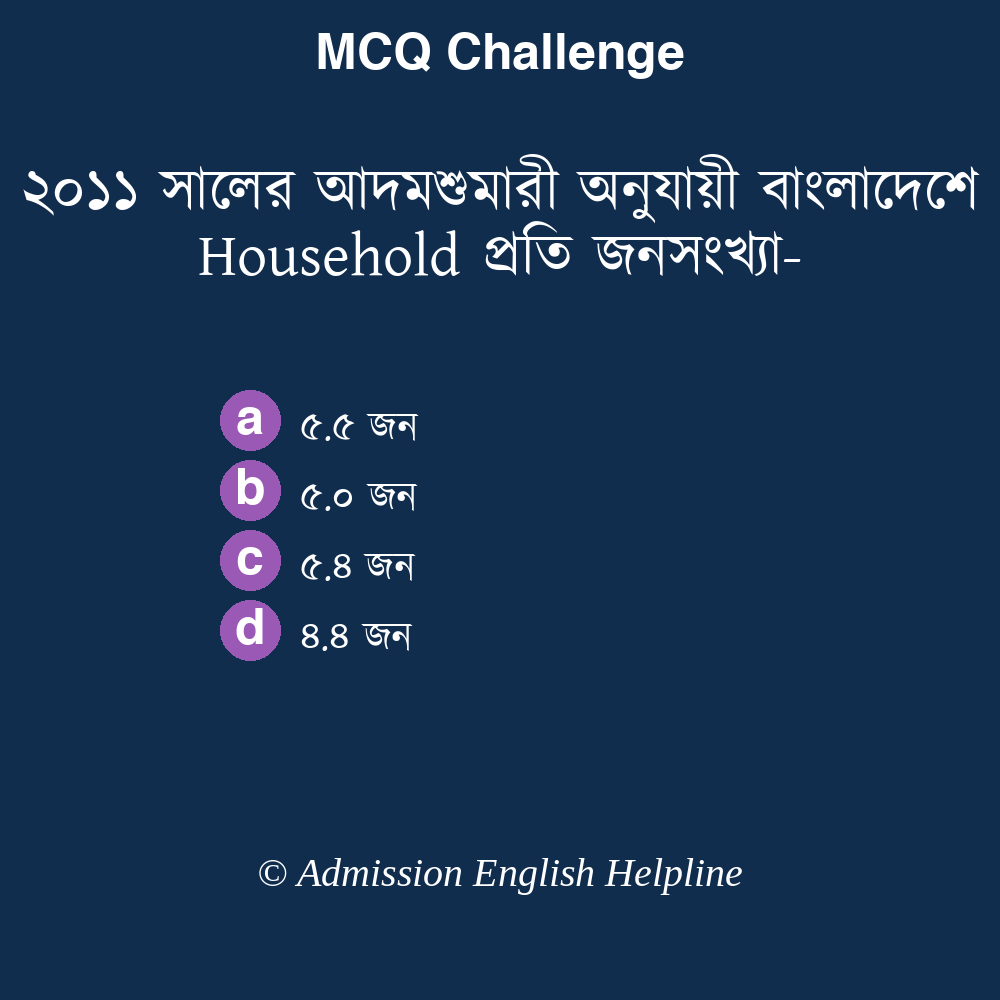 MCQ Challenge
২০১১ সালের আদমশুমারী অনুযায়ী বাংলাদেশে
Household প্রতি জনসংখ্যা-
a ৫.৫ জন
b ৫.০ জন
c ৫.৪ জন
d ৪.৪ জন
© Admission English Helpline